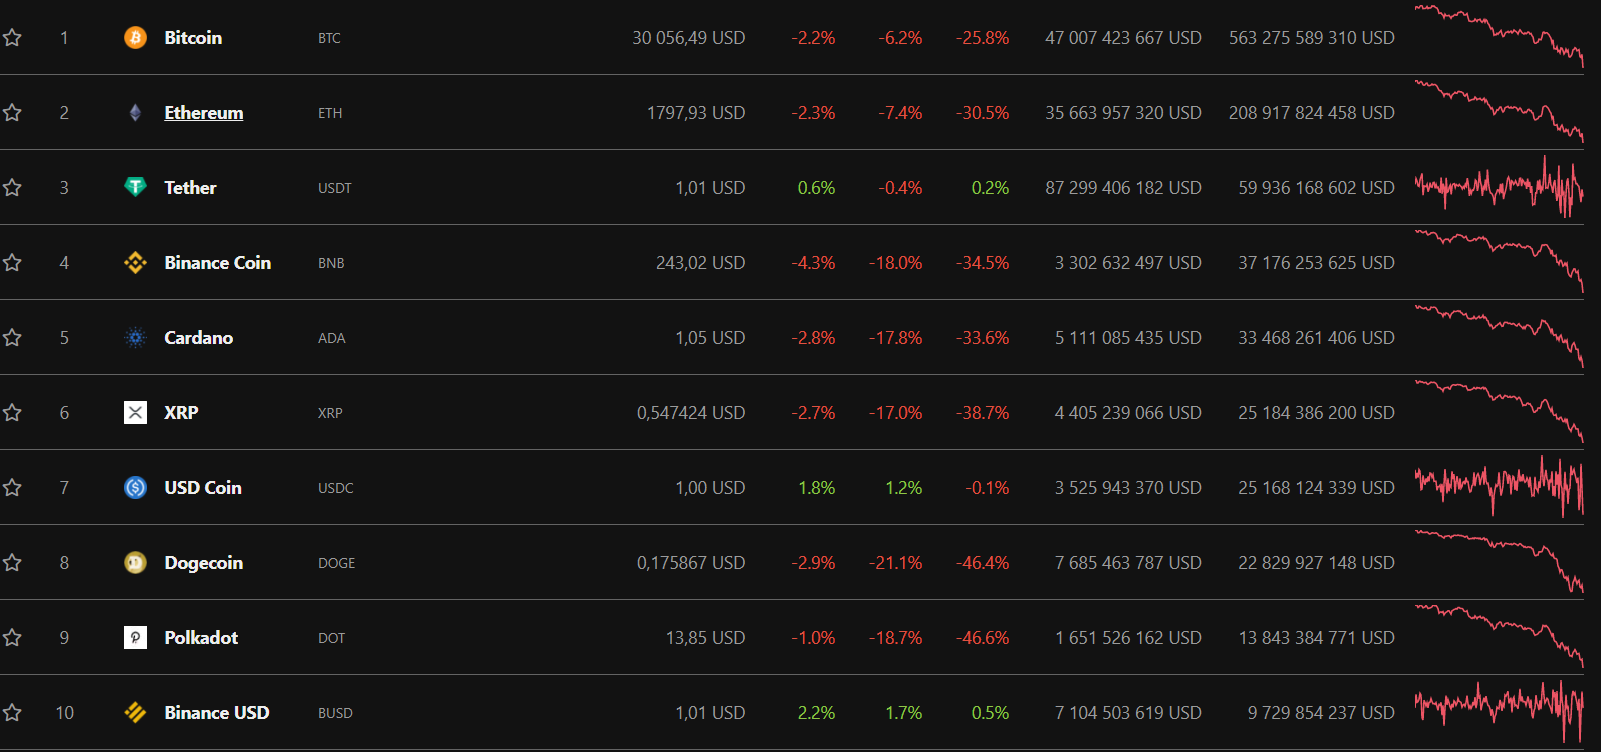 1 Bitcoin BTC 30 056,49 USD -2.2% -6.2% -25.8% 47 007 423 667 USD 563 275 589 310 USD
2 Ethereum ETH 1797,93 USD -2.3% -7.4% -30.5% 35 663 957 320 USD 208 917 824 458 USD
3 Tether USDT 1,01 USD 0.6% -0.4% 0.2% 87 299 406 182 USD 59 936 168 602 USD
4 Binance Coin BNB 243,02 USD -4.3% -18.0% -34.5% 3 302 632 497 USD 37 176 253 625 USD
5 Cardano ADA 1,05 USD -2.8% -17.8% -33.6% 5 111 085 435 USD 33 468 261 406 USD
6 XRP XRP 0,547424 USD -2.7% -17.0% -38.7% 4 405 239 066 USD 25 184 386 200 USD
7 USD Coin USDC 1,00 USD 1.8% 1.2% -0.1% 3 525 943 370 USD 25 168 124 339 USD
8 Dogecoin DOGE 0,175867 USD -2.9% -21.1% -46.4% 7 685 463 787 USD 22 829 927 148 USD
9 Polkadot DOT 13,85 USD -1.0% -18.7% -46.6% 1 651 526 162 USD 13 843 384 771 USD
10 Binance USD BUSD 1,01 USD 2.2% 1.7% 0.5% 7 104 503 619 USD 9 729 854 237 USD